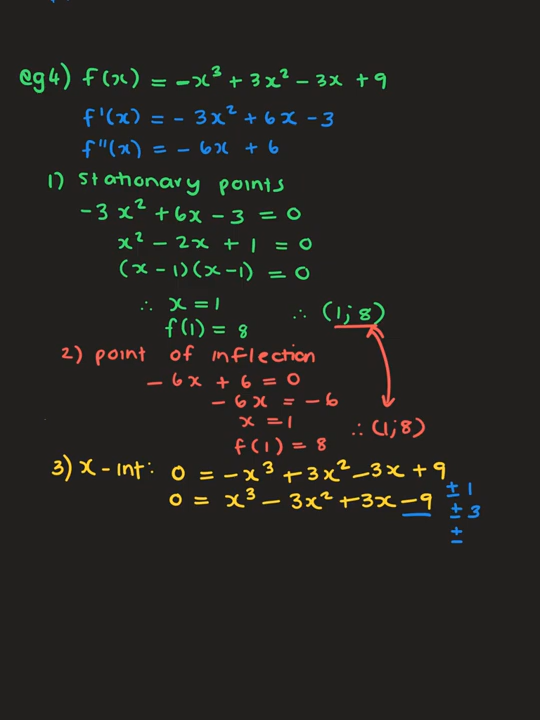 eg4) f(x) = -x³ + 3x² - 3x + 9
f'(x) = - 3x² + 6x - 3
f"(x) = - 6x + 6
1) stationary points
-3x² + 6x - 3 = 0
x² - 2x + 1 = 0
(x - 1)(x - 1) = 0
∴ x = 1 ∴ (1; 8)
f(1) = 8
2) point of inflection
- 6x + 6 = 0
- 6x = - 6
x = 1 ∴ (1; 8)
f(1) = 8
3) x - int: 0 = -x³ + 3x² - 3x + 9
0 = x³ - 3x² + 3x - 9 ± 1
± 3
±